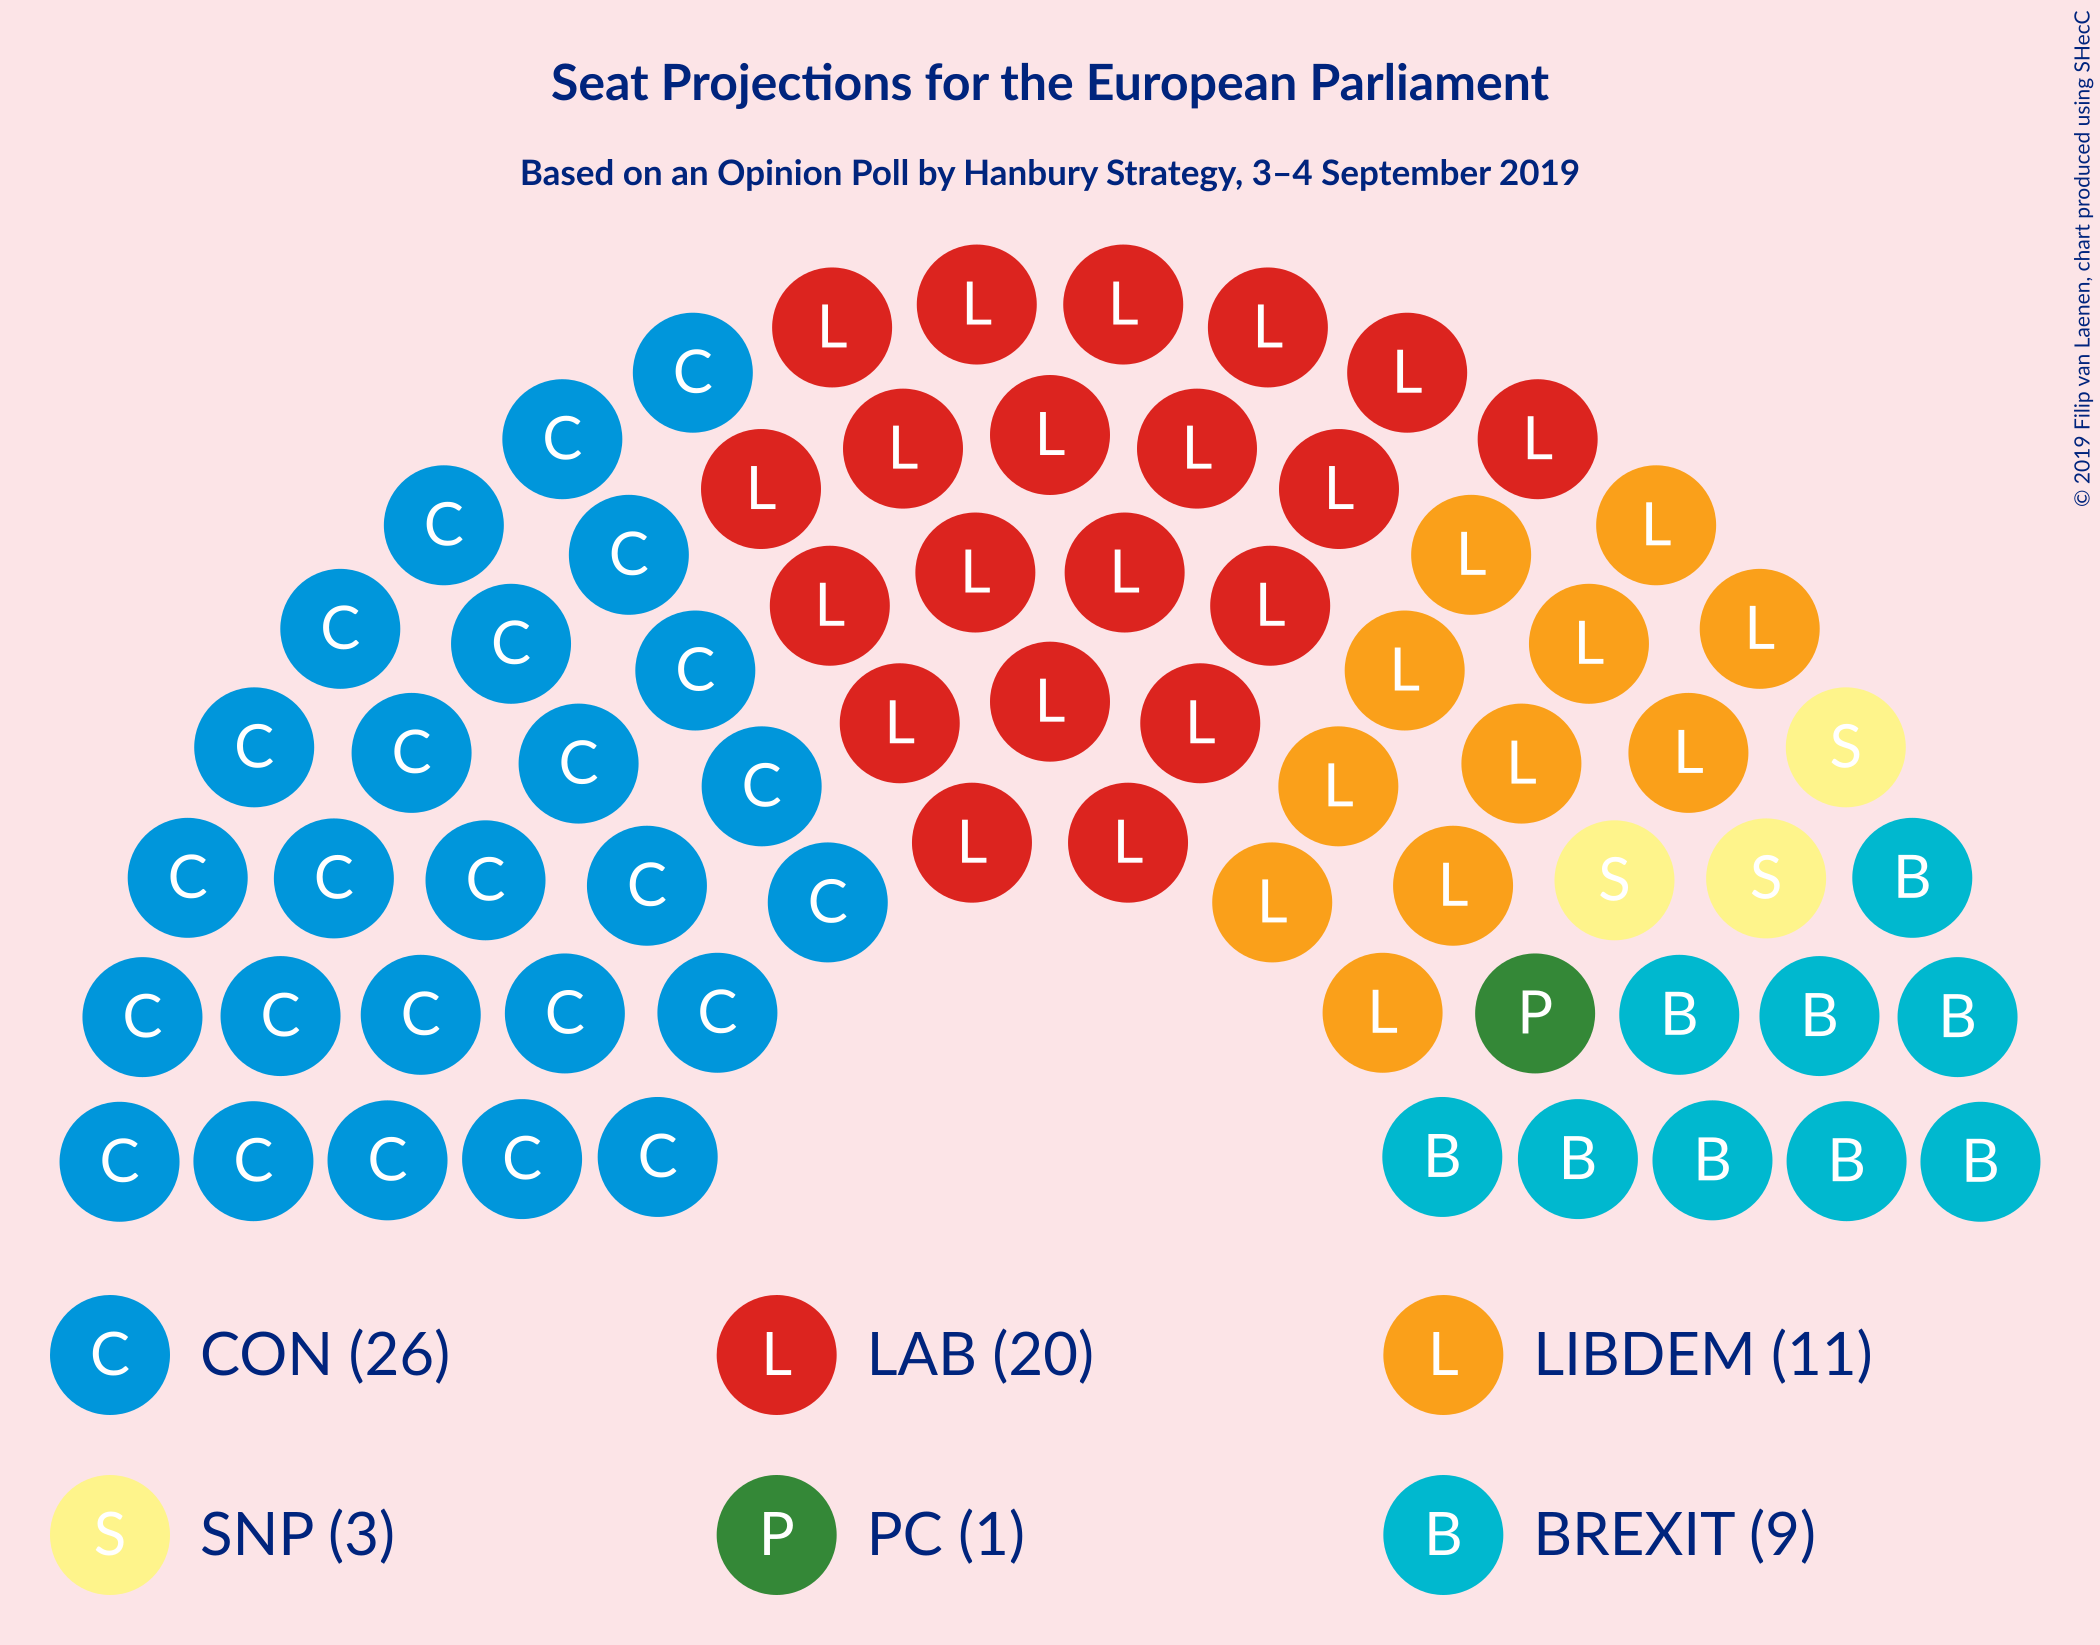 Seat Projections for the European Parliament
Based on an Opinion Poll by Hanbury Strategy, 3–4 September 2019
© 2019 Filip van Laenen, chart produced using SHecC
L L L L
C L
C L L L L
C L L L
C L L L L L
C C L L
C C L L
C C L L S
C C C L L L
C C C C L L S S B
C L L L
C C C C C L P B B B
C C C C C B B B B B
C CON (26) L LAB (20) L LIBDEM (11)
S SNP (3) P PC (1) B BREXIT (9)